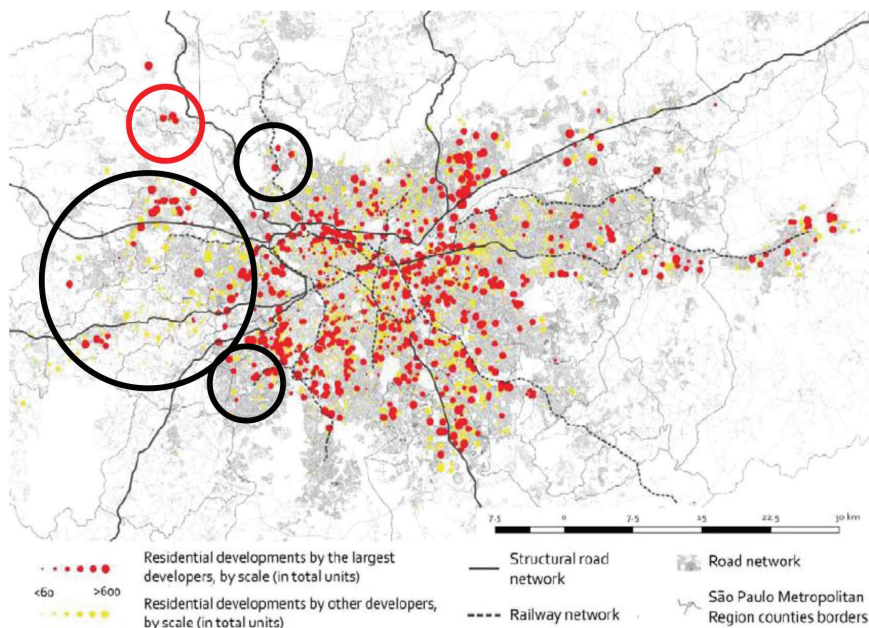 7.5 0 7.5 15 22.5 30 km
Residential developments by the largest
developers, by scale (in total units)
<60 >600
Residential developments by other developers,
by scale (in total units)
Structural road
network
Railway network
Road network
São Paulo Metropolitan
Region counties borders